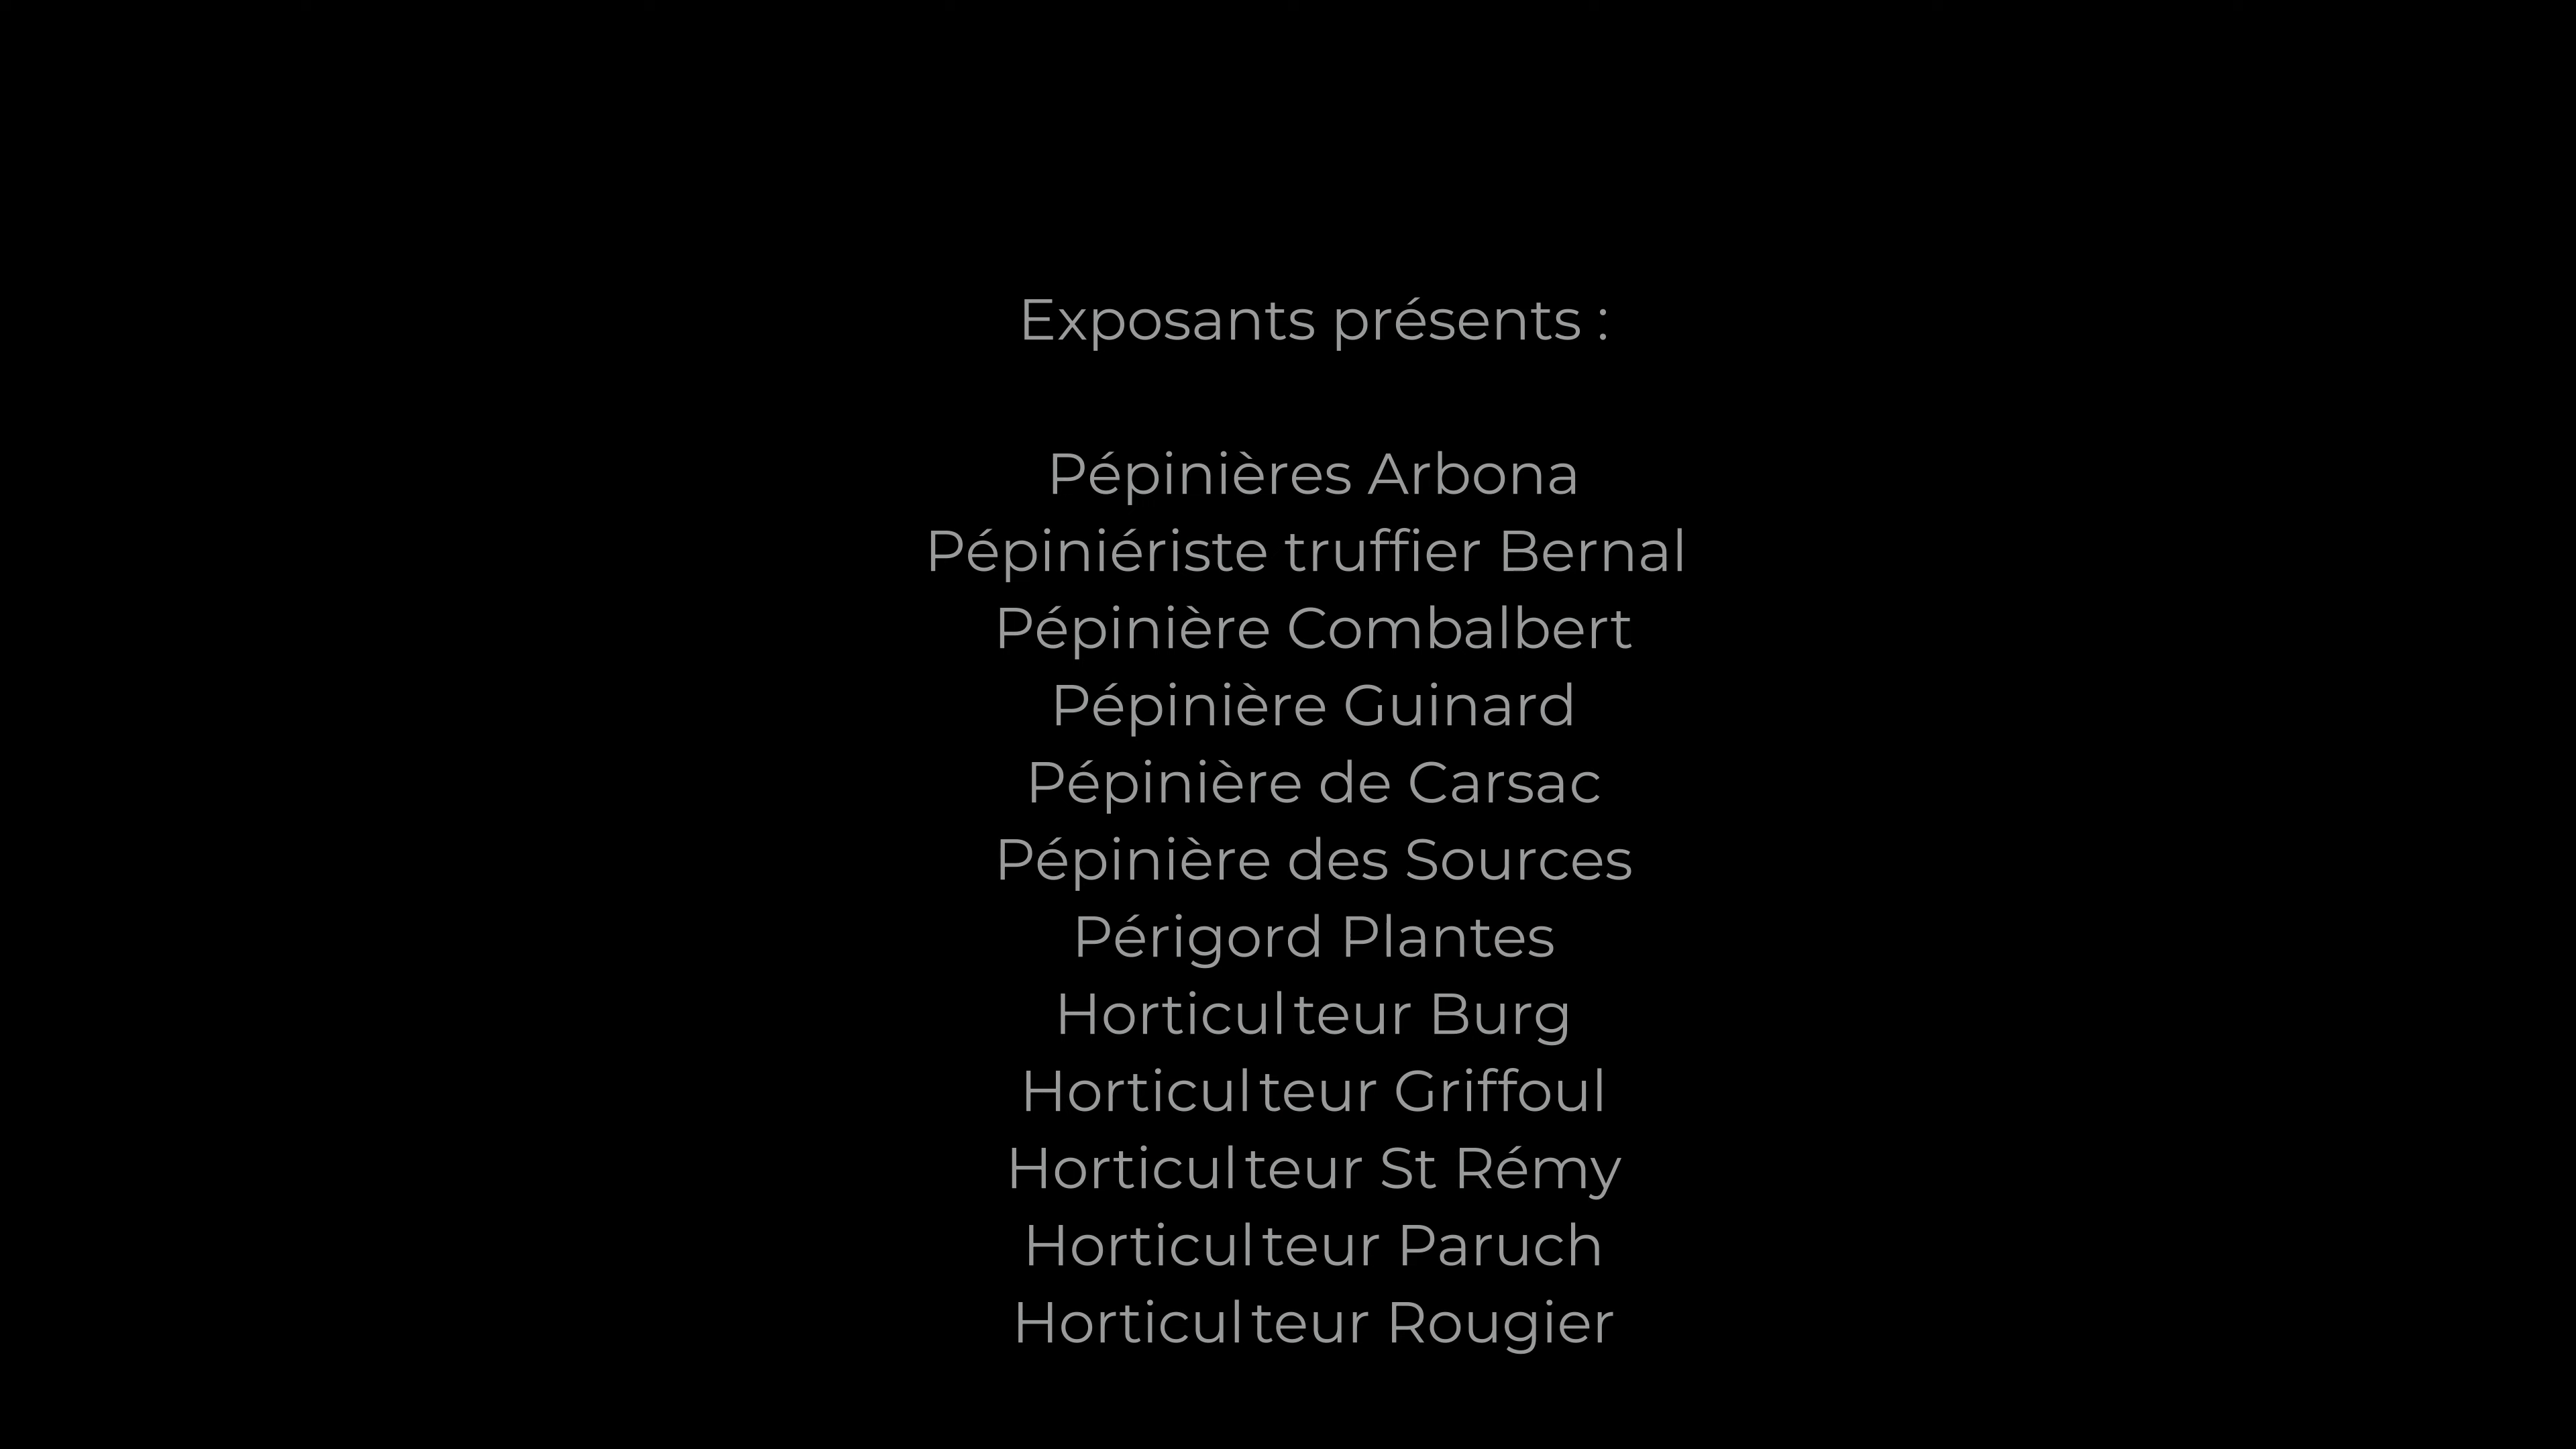 Exposants présents :
Pépinières Arbona
Pépiniériste truffier Bernal
Pépinière Combalbert
Pépinière Guinard
Pépinière de Carsac
Pépinière des Sources
Périgord Plantes
Horticulteur Burg
Horticulteur Griffoul
Horticulteur St Rémy
Horticulteur Paruch
Horticulteur Rougier